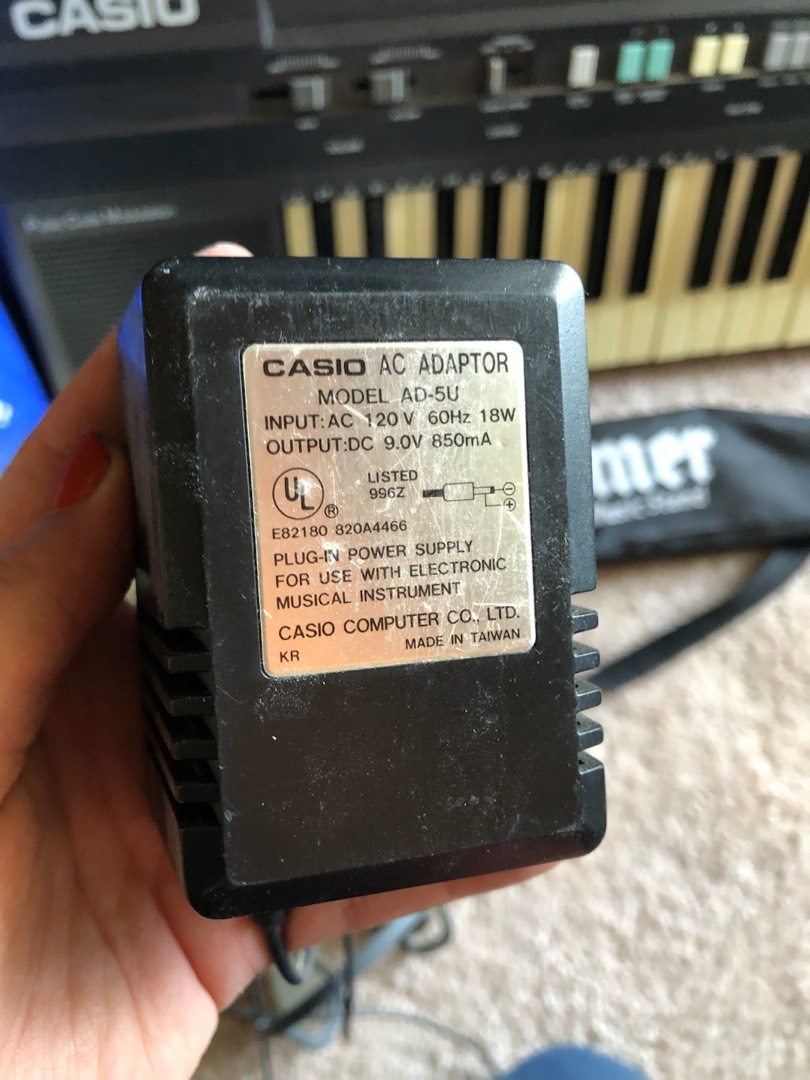 CASIO
CASIO AC ADAPTOR
MODEL AD-5U
INPUT: AC 120V 60Hz 18W
OUTPUT: DC 9.0V 850mA
UL ®
LISTED
996Z
E82180 820A4466
PLUG-IN POWER SUPPLY
FOR USE WITH ELECTRONIC
MUSICAL INSTRUMENT
CASIO COMPUTER CO., LTD.
KR MADE IN TAIWAN
mer